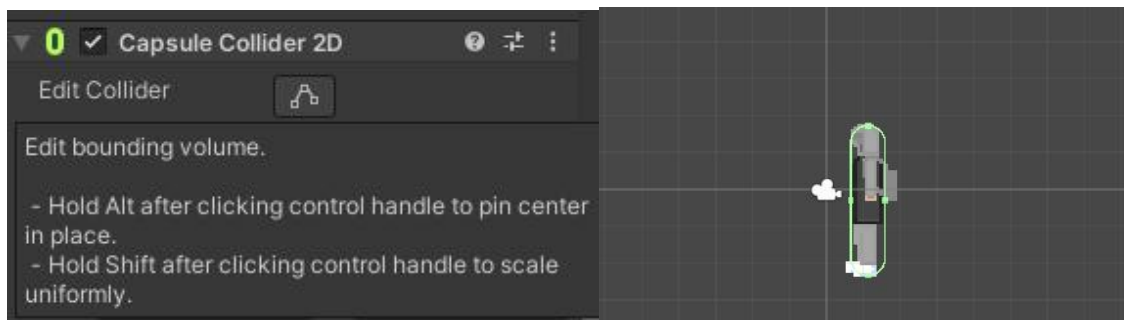 Capsule Collider 2D
Edit Collider
Edit bounding volume.
- Hold Alt after clicking control handle to pin center
in place.
- Hold Shift after clicking control handle to scale
uniformly.